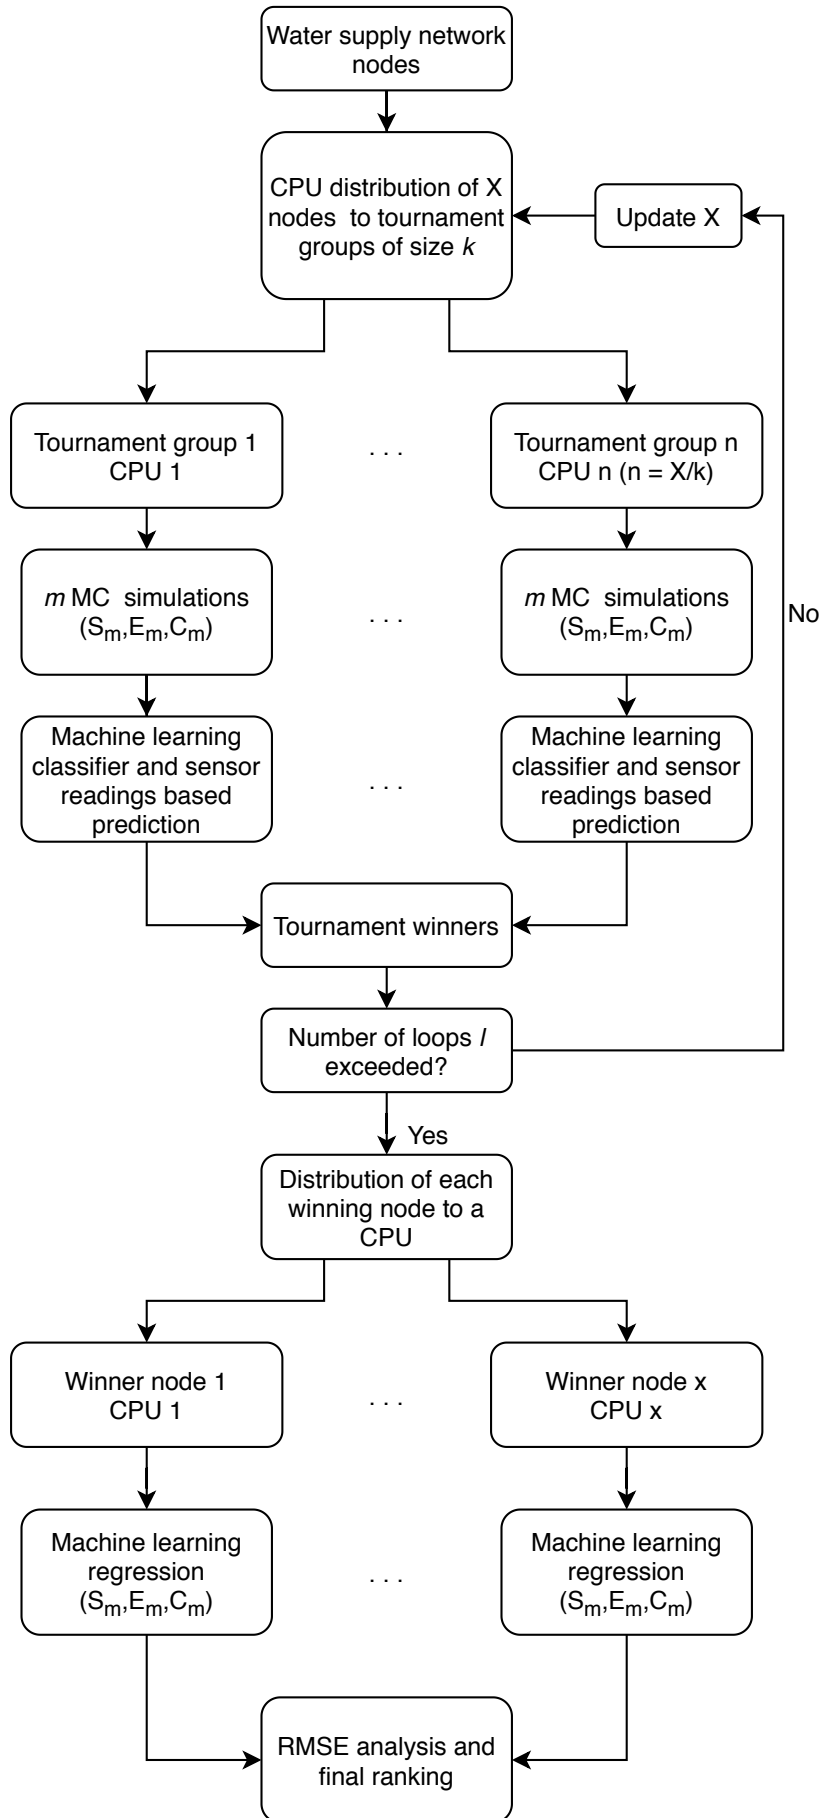 Water supply network
nodes
CPU distribution of X
nodes to tournament
groups of size k
Update X
Tournament group 1
CPU 1
. . .
Tournament group n
CPU n (n = X/k)
m MC simulations
(Sm,Em,Cm)
. . .
m MC simulations
(Sm,Em,Cm)
No
Machine learning
classifier and sensor
readings based
prediction
. . .
Machine learning
classifier and sensor
readings based
prediction
Tournament winners
Number of loops l
exceeded?
Yes
Distribution of each
winning node to a
CPU
Winner node 1
CPU 1
. . .
Winner node x
CPU x
Machine learning
regression
(Sm,Em,Cm)
. . .
Machine learning
regression
(Sm,Em,Cm)
RMSE analysis and
final ranking